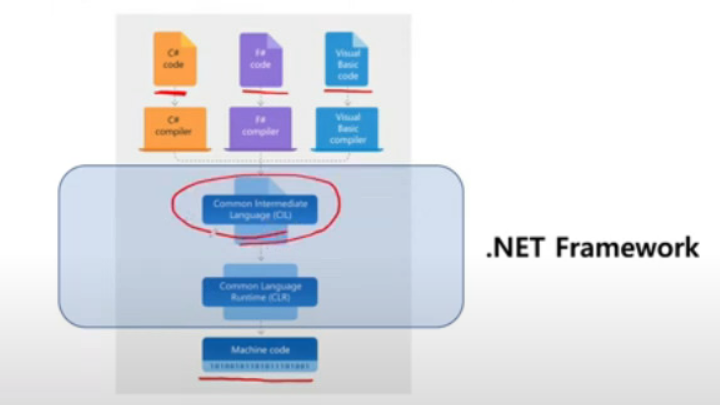 C#
code
F#
code
Visual
Basic
code
C#
compiler
F#
compiler
Visual
Basic
compiler
Common Intermediate
Language (CIL)
.NET Framework
Common Language
Runtime (CLR)
Machine code